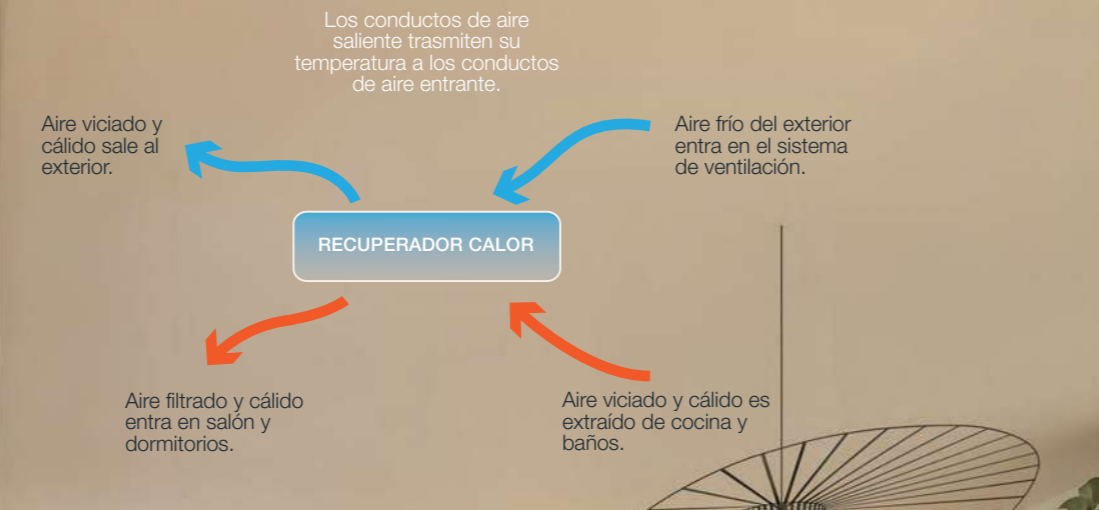 Los conductos de aire
saliente trasmiten su
temperatura a los conductos
de aire entrante.
Aire viciado y
cálido sale al
exterior.
Aire frío del exterior
entra en el sistema
de ventilación.
RECUPERADOR CALOR
Aire filtrado y cálido
entra en salón y
dormitorios.
Aire viciado y cálido es
extraído de cocina y
baños.